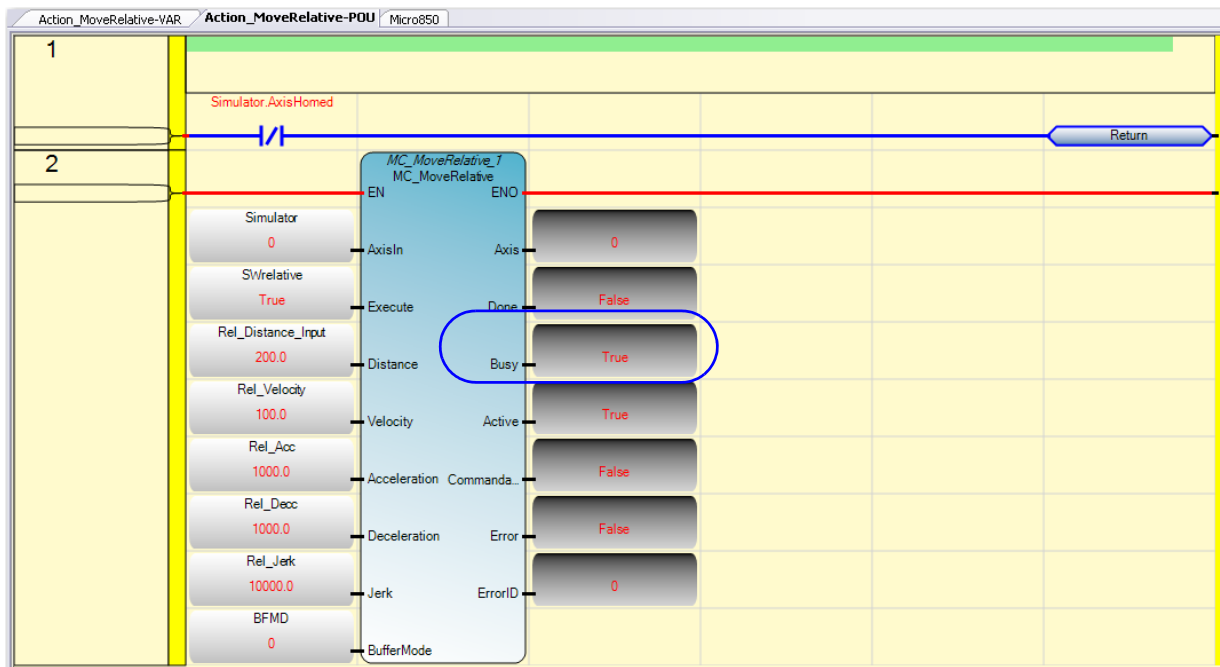 Action_MoveRelative-VAR Action_MoveRelative-POU Micro850
1
Simulator.AxisHomed
Return
2
MC_MoveRelative_1
MC_MoveRelative
EN ENO
Simulator
0 AxisIn Axis 0
SWrelative
True Execute Done False
Rel_Distance_Input
200.0 Distance Busy True
Rel_Velocity
100.0 Velocity Active True
Rel_Acc
1000.0 Acceleration Commanda... False
Rel_Decc
1000.0 Deceleration Error False
Rel_Jerk
10000.0 Jerk ErrorID 0
BFMD
0 BufferMode